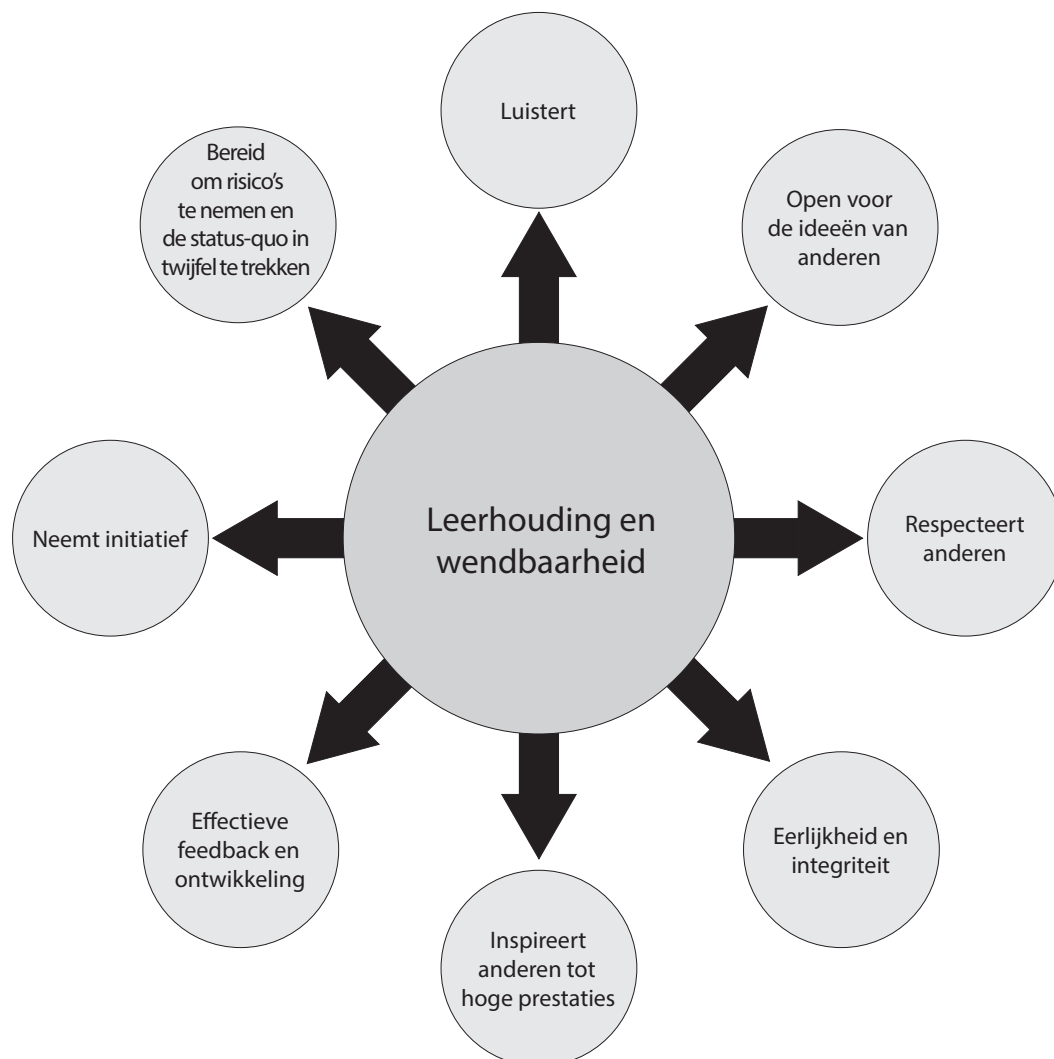 Luistert
Bereid
om risico's
te nemen en
de status-quo in
twijfel te trekken
Open voor
de ideeën van
anderen
Neemt initiatief
Leerhouding en
wendbaarheid
Respecteert
anderen
Effectieve
feedback en
ontwikkeling
Eerlijkheid en
integriteit
Inspireert
anderen tot
hoge prestaties